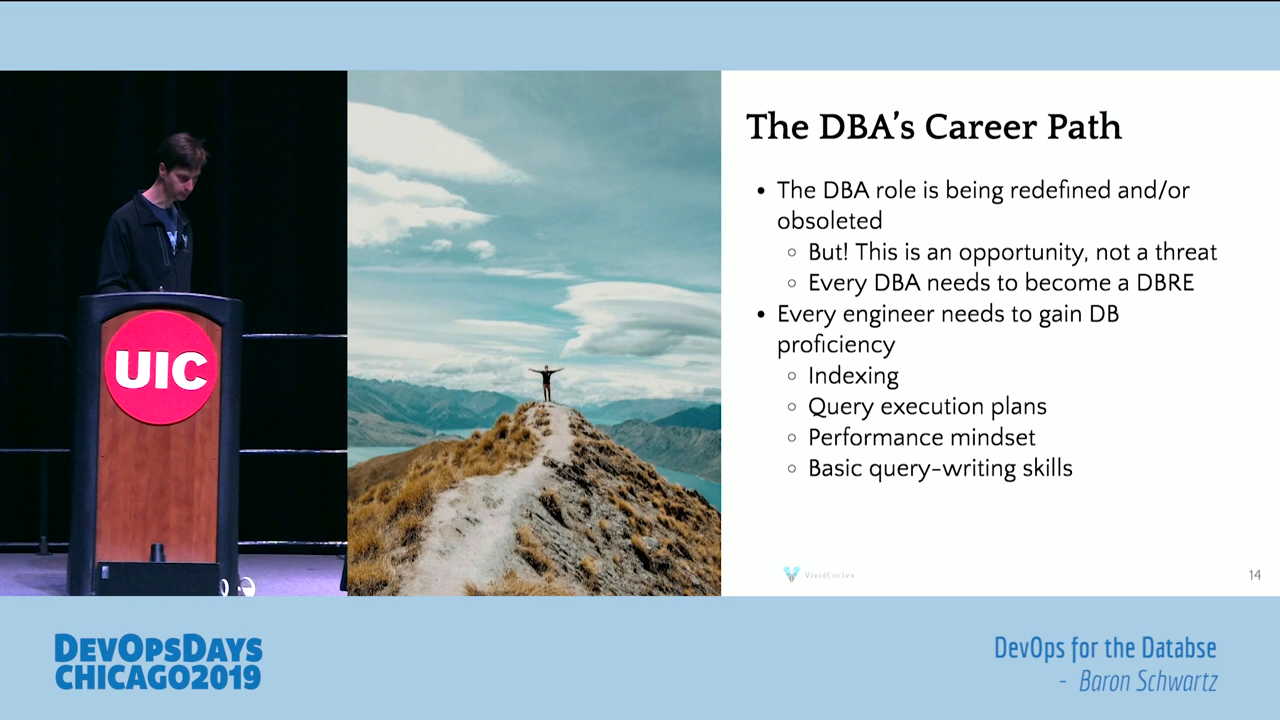 The DBA's Career Path
• The DBA role is being redefined and/or
obsoleted
○ But! This is an opportunity, not a threat
○ Every DBA needs to become a DBRE
• Every engineer needs to gain DB
proficiency
○ Indexing
○ Query execution plans
○ Performance mindset
○ Basic query-writing skills
VividCortex
14
UIC
DEVOPSDAYS
CHICAGO2019
DevOps for the Databse
- Baron Schwartz